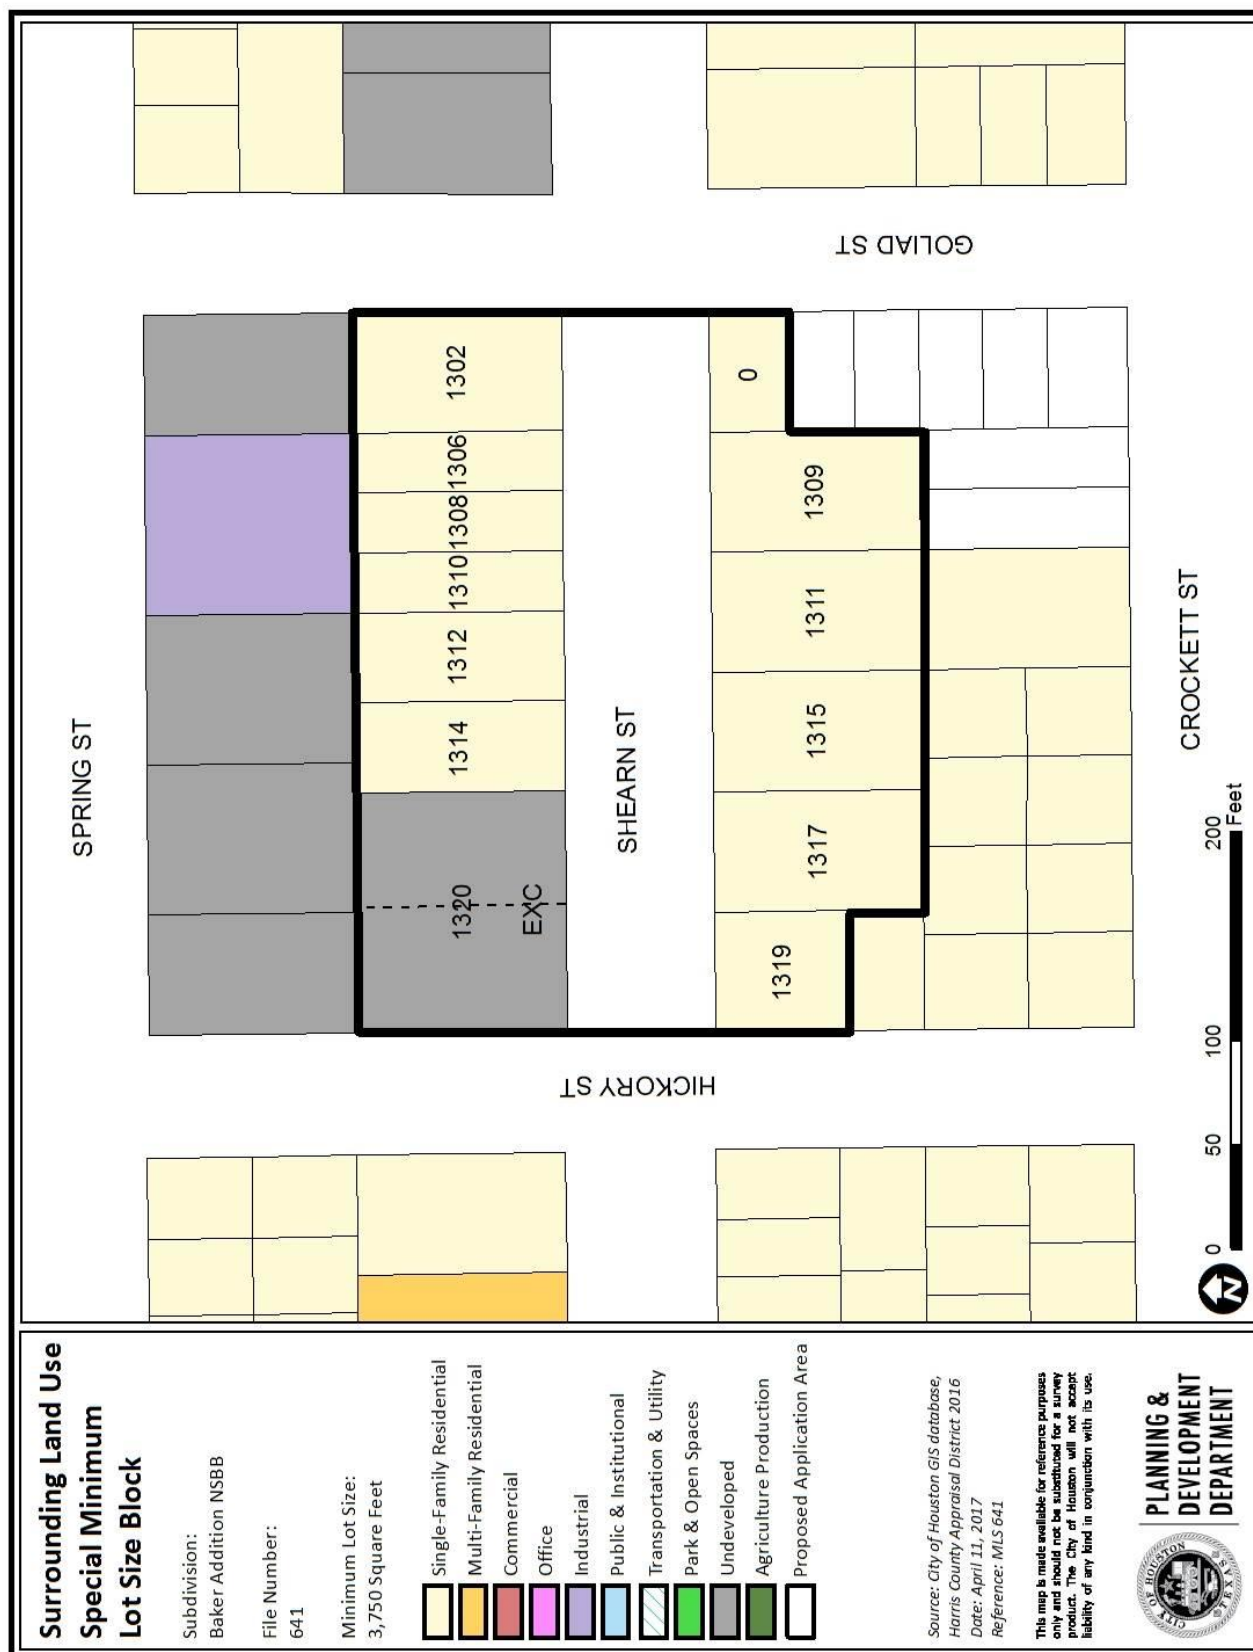 Surrounding Land Use
Special Minimum
Lot Size Block
Subdivision:
Baker Addition NSBB
File Number:
641
Minimum Lot Size:
3,750 Square Feet
Single-Family Residential
Multi-Family Residential
Commercial
Office
Industrial
Public & Institutional
Transportation & Utility
Park & Open Spaces
Undeveloped
Agriculture Production
Proposed Application Area
Source: City of Houston GIS database,
Harris County Appraisal District 2016
Date: April 11, 2017
Reference: MLS 641
This map is made available for reference purposes
only and should not be substituted for a survey
product. The City of Houston will not accept
liability of any kind in conjunction with its use.
CITY OF HOUSTON
TEXAS
PLANNING &
DEVELOPMENT
DEPARTMENT
SPRING ST
1320
EXC
1314
1312
1310
1308
1306
1302
HICKORY ST
SHEARN ST
GOLIAD ST
1319
1317
1315
1311
1309
0
CROCKETT ST
N
0 50 100 200
Feet